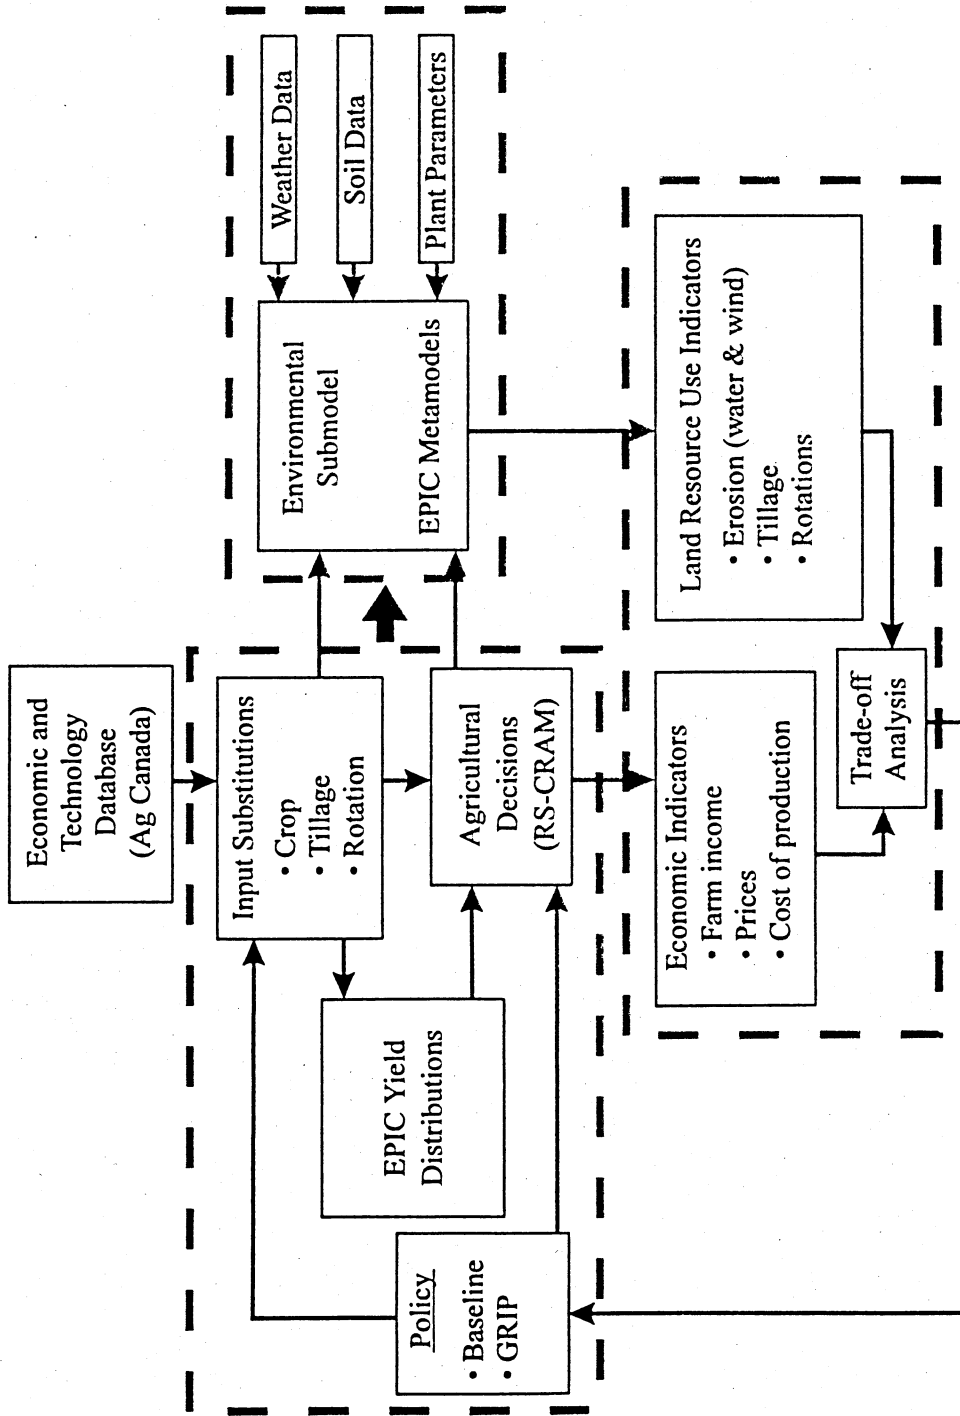 Economic and
Technology
Database
(Ag Canada)
Input Substitutions
• Crop
• Tillage
• Rotation
EPIC Yield
Distributions
Policy
• Baseline
• GRIP
Agricultural
Decisions
(RS-CRAM)
Environmental
Submodel
EPIC Metamodels
Weather Data
Soil Data
Plant Parameters
Economic Indicators
• Farm income
• Prices
• Cost of production
Land Resource Use Indicators
• Erosion (water & wind)
• Tillage
• Rotations
Trade-off
Analysis